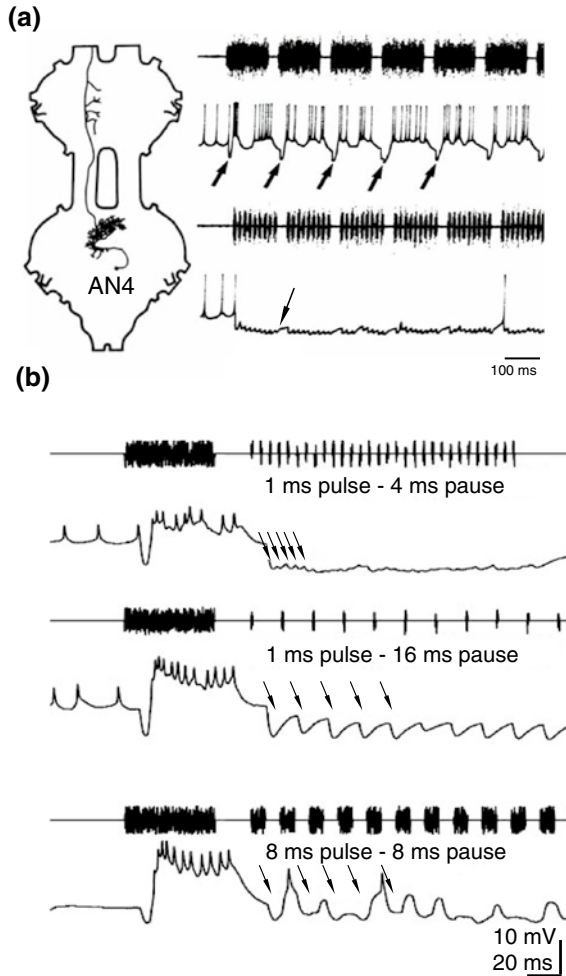 (a)
AN4
100 ms
(b)
1 ms pulse - 4 ms pause
1 ms pulse - 16 ms pause
8 ms pulse - 8 ms pause
10 mV
20 ms